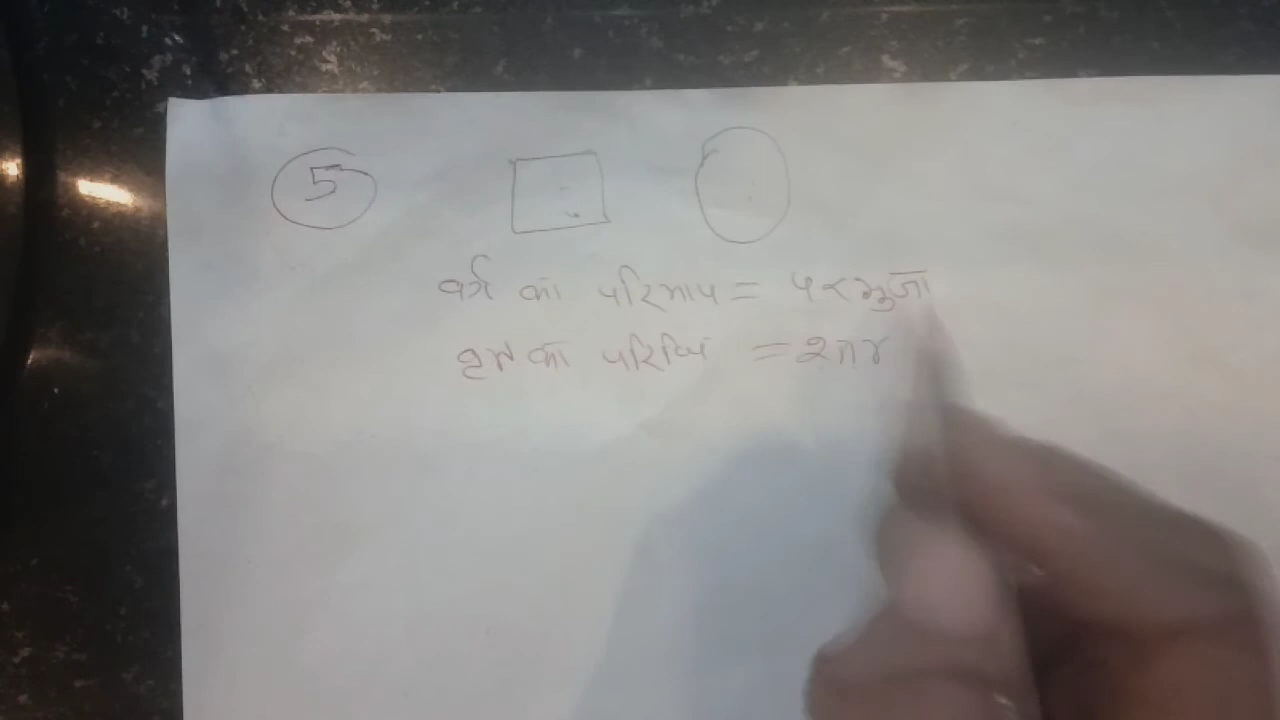 5
वर्ग का परिमाप = 4×भुजा
वृत्त का परिधि = 2πr